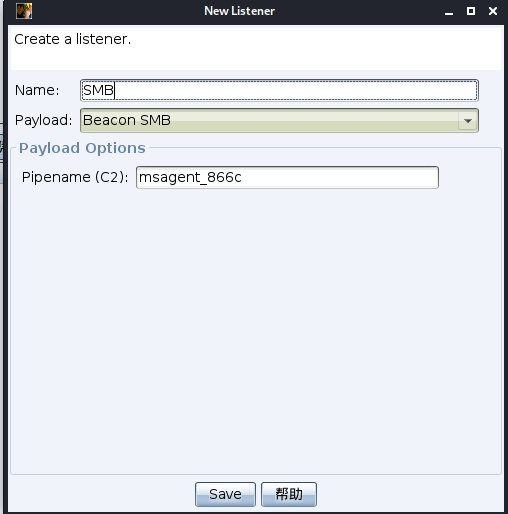 New Listener
Create a listener.
Name: SMB
Payload: Beacon SMB
Payload Options
Pipename (C2): msagent_866c
Save 帮助